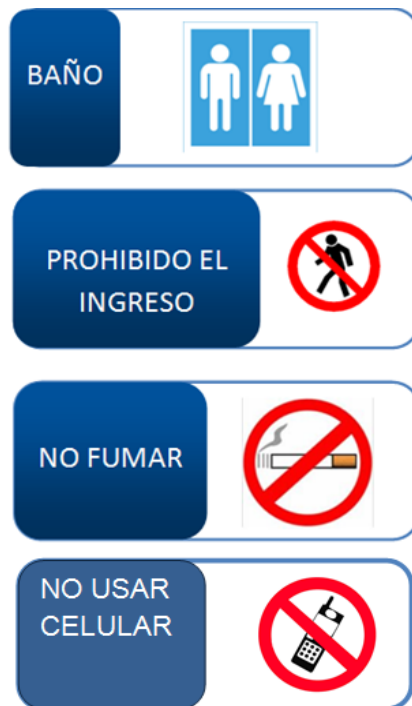 BAÑO
PROHIBIDO EL
INGRESO
NO FUMAR
NO USAR
CELULAR